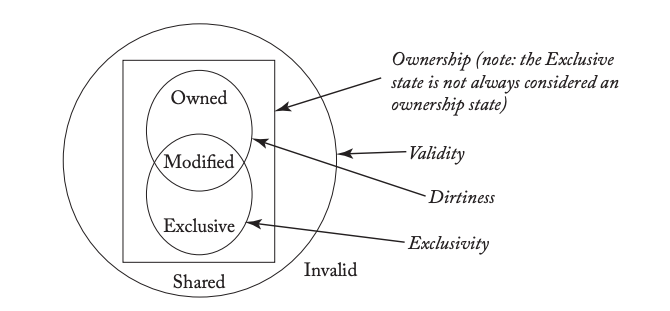 Ownership (note: the Exclusive
state is not always considered an
ownership state)
Owned
Validity
Modified
Dirtiness
Exclusive
Exclusivity
Invalid
Shared